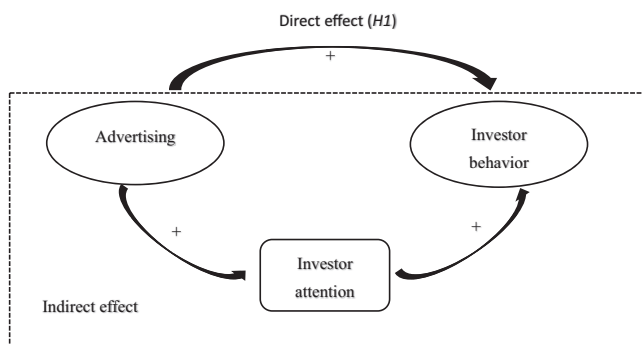 Direct effect (H1)
+
Advertising
Investor
behavior
+
+
Investor
attention
Indirect effect